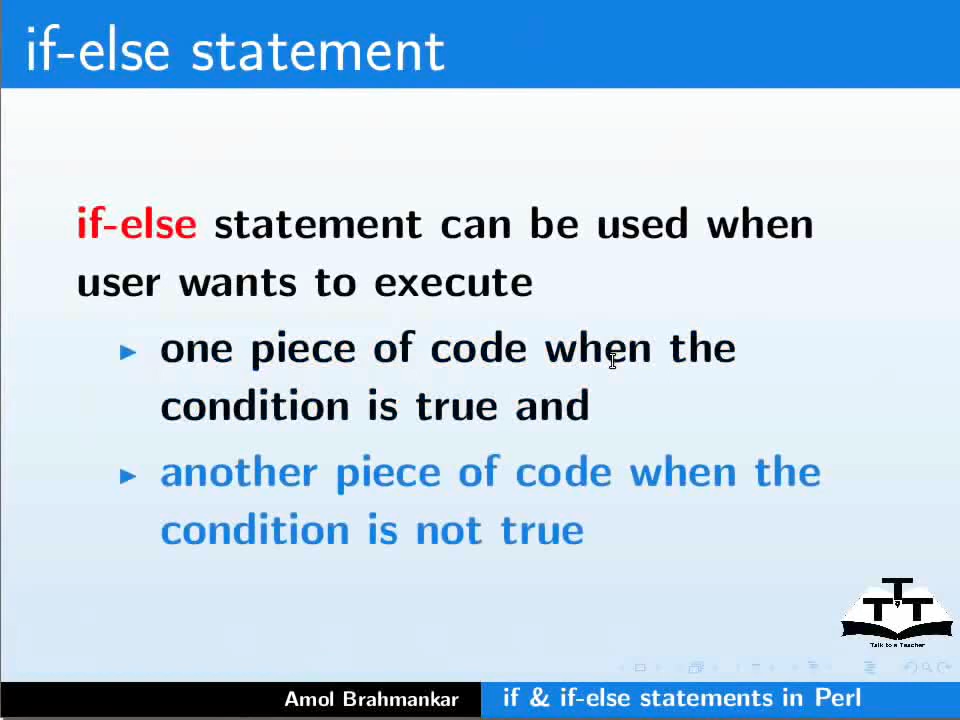 if-else statement
if-else statement can be used when
user wants to execute
one piece of code when the
condition is true and
another piece of code when the
condition is not true
T T T
Talk to a Teacher
Amol Brahmankar
if & if-else statements in Perl